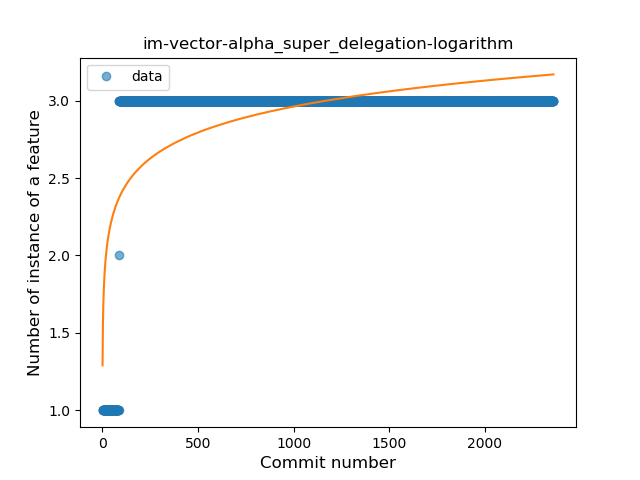 im-vector-alpha_super_delegation-logarithm
data
Number of instance of a feature
3.0
2.5
2.0
1.5
1.0
0
500
1000
1500
2000
Commit number